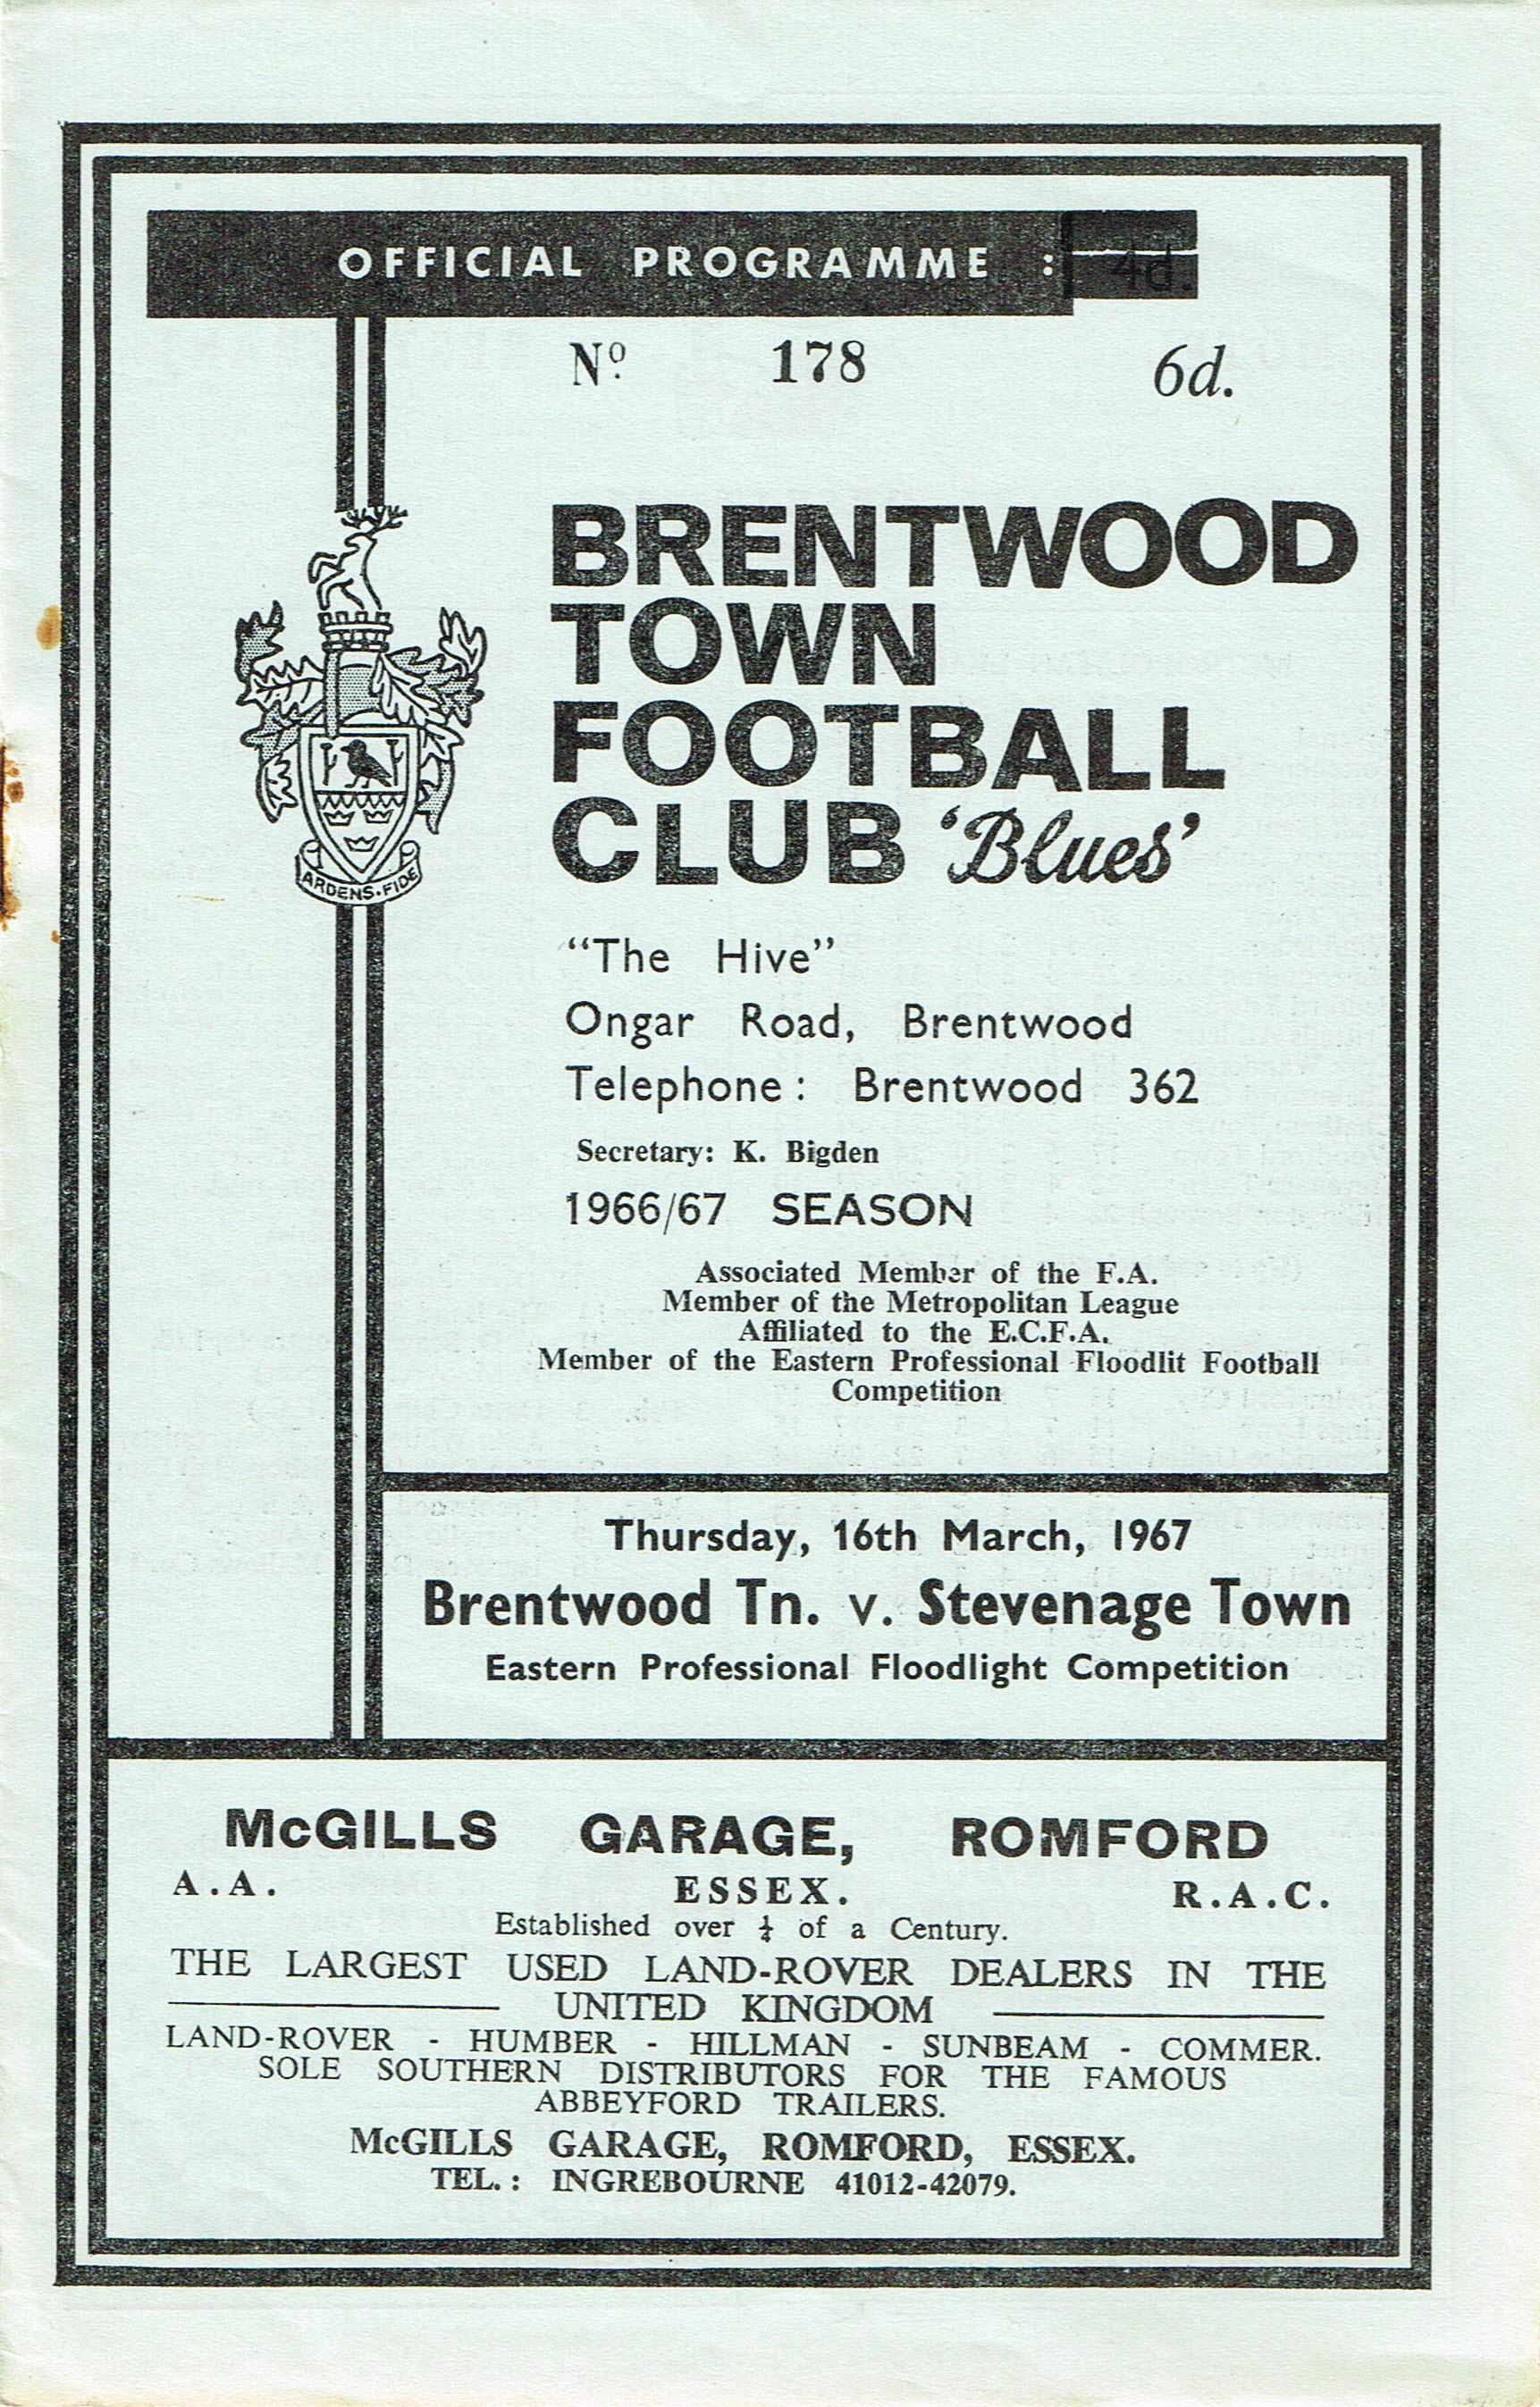 OFFICIAL PROGRAMME : 4d.
Nº 178 6d.
BRENTWOOD
TOWN
FOOTBALL
CLUB 'Blues'
ARDENS·FIDE
"The Hive"
Ongar Road, Brentwood
Telephone: Brentwood 362
Secretary: K. Bigden
1966/67 SEASON
Associated Member of the F.A.
Member of the Metropolitan League
Affiliated to the E.C.F.A.
Member of the Eastern Professional Floodlit Football
Competition
Thursday, 16th March, 1967
Brentwood Tn. v. Stevenage Town
Eastern Professional Floodlight Competition
McGILLS GARAGE, ROMFORD
A.A. ESSEX. R.A.C.
Established over ¼ of a Century.
THE LARGEST USED LAND-ROVER DEALERS IN THE
UNITED KINGDOM
LAND-ROVER - HUMBER - HILLMAN - SUNBEAM - COMMER.
SOLE SOUTHERN DISTRIBUTORS FOR THE FAMOUS
ABBEYFORD TRAILERS.
McGILLS GARAGE, ROMFORD, ESSEX.
TEL.: INGREBOURNE 41012-42079.